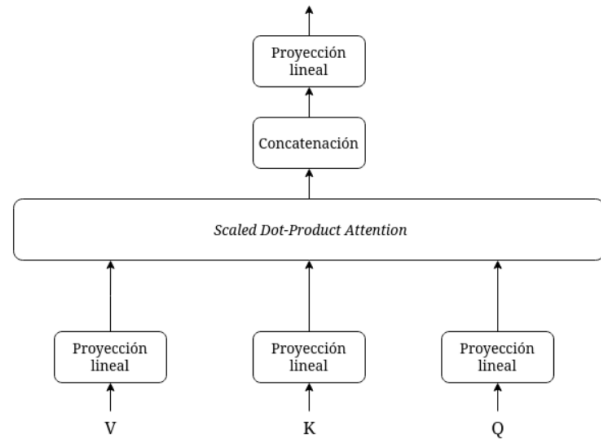 Proyección
lineal
Concatenación
Scaled Dot-Product Attention
Proyección
lineal
Proyección
lineal
Proyección
lineal
V
K
Q